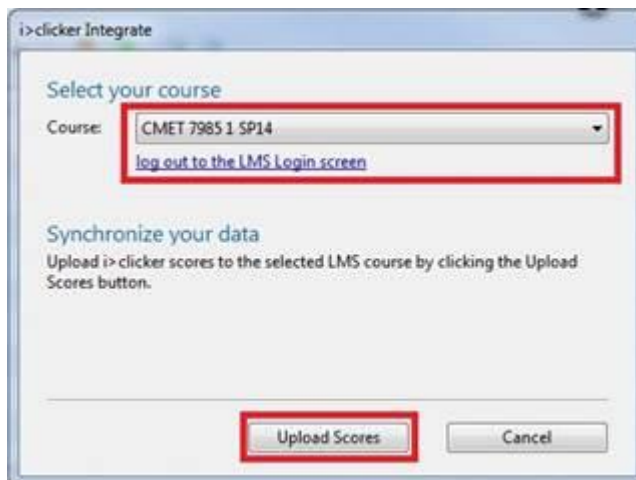 i>clicker Integrate
Select your course
Course: CMET 7985 1 SP14
log out to the LMS Login screen
Synchronize your data
Upload i>clicker scores to the selected LMS course by clicking the Upload
Scores button.
Upload Scores Cancel